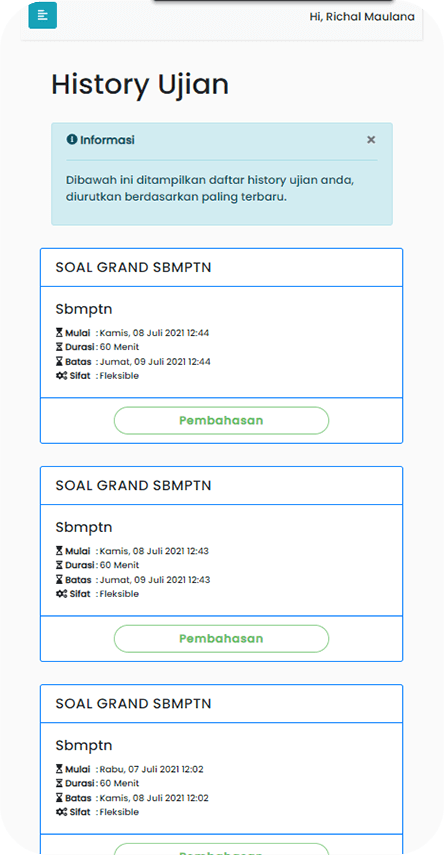 Hi, Richal Maulana
History Ujian
Informasi ×
Dibawah ini ditampilkan daftar history ujian anda,
diurutkan berdasarkan paling terbaru.
SOAL GRAND SBMPTN
Sbmptn
Mulai : Kamis, 08 Juli 2021 12:44
Durasi : 60 Menit
Batas : Jumat, 09 Juli 2021 12:44
Sifat : Fleksible
Pembahasan
SOAL GRAND SBMPTN
Sbmptn
Mulai : Kamis, 08 Juli 2021 12:43
Durasi : 60 Menit
Batas : Jumat, 09 Juli 2021 12:43
Sifat : Fleksible
Pembahasan
SOAL GRAND SBMPTN
Sbmptn
Mulai : Rabu, 07 Juli 2021 12:02
Durasi : 60 Menit
Batas : Kamis, 08 Juli 2021 12:02
Sifat : Fleksible
Pembahasan